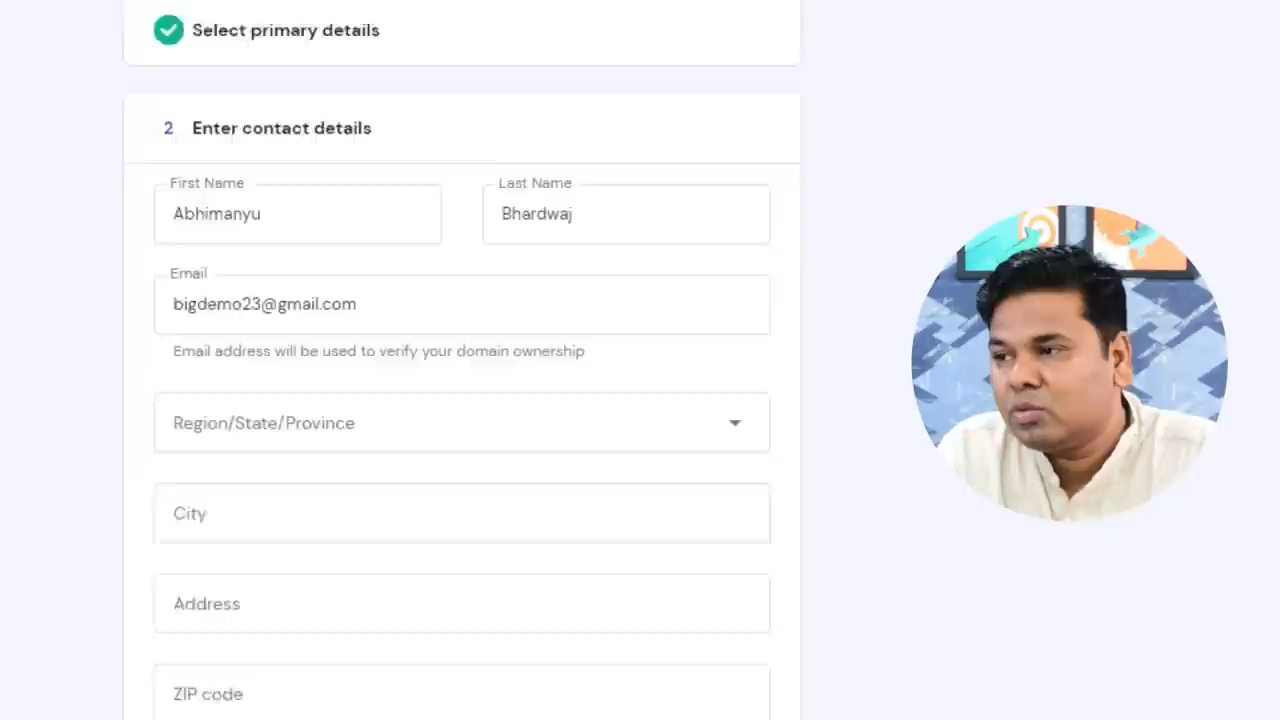 Select primary details
2 Enter contact details
First Name
Last Name
Abhimanyu
Bhardwaj
Email
bigdemo23@gmail.com
Email address will be used to verify your domain ownership
Region/State/Province
City
Address
ZIP code